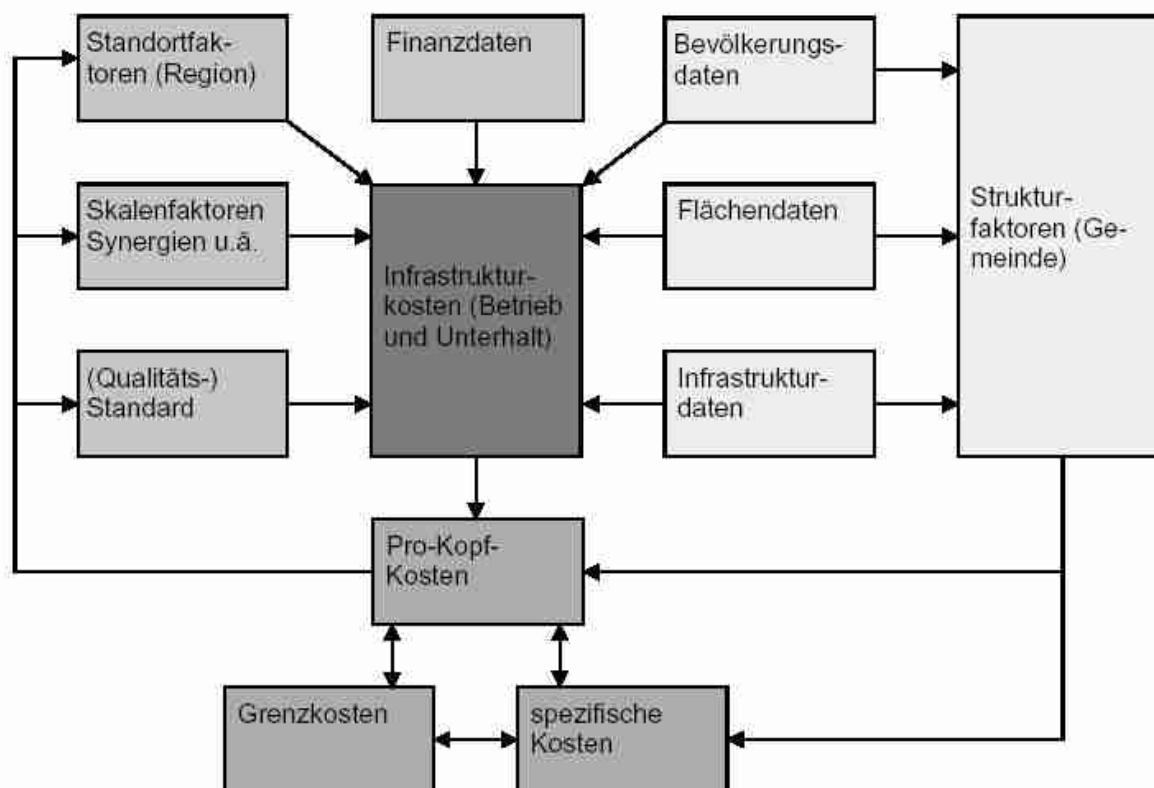 Standortfak-
toren (Region)
Finanzdaten
Bevölkerungs-
daten
Skalenfaktoren
Synergien u.ä.
Infrastruktur-
kosten (Betrieb
und Unterhalt)
Flächendaten
Struktur-
faktoren (Ge-
meinde)
(Qualitäts-)
Standard
Infrastruktur-
daten
Pro-Kopf-
Kosten
Grenzkosten
spezifische
Kosten